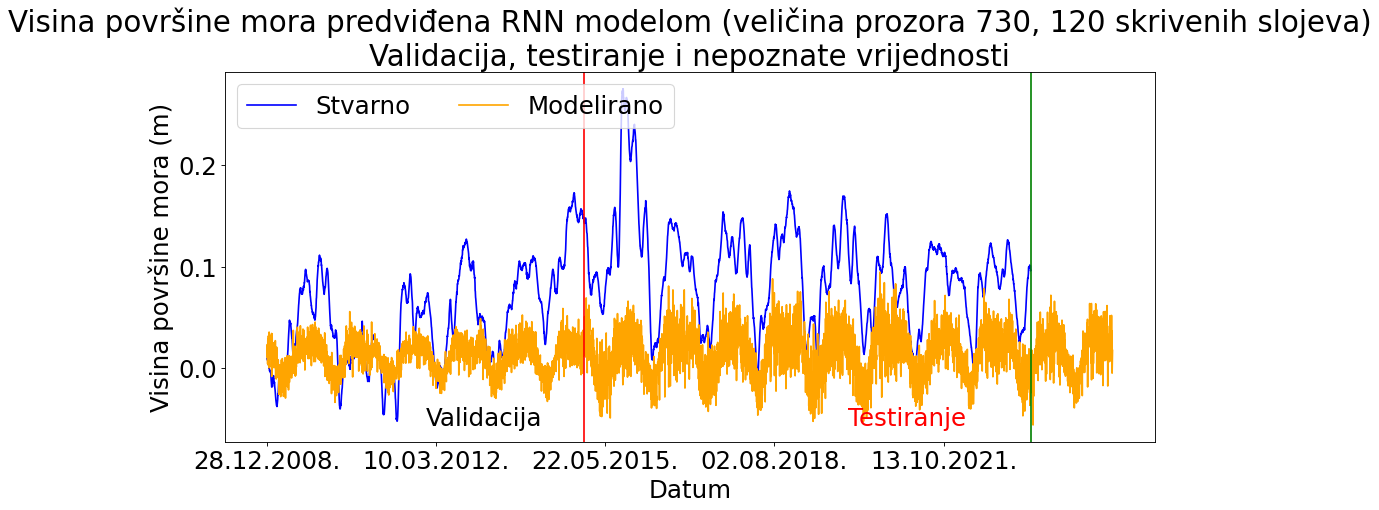 Visina površine mora predviđena RNN modelom (veličina prozora 730, 120 skrivenih slojeva)
Validacija, testiranje i nepoznate vrijednosti
Stvarno
Modelirano
Visina površine mora (m)
0.2
0.1
0.0
Validacija
Testiranje
28.12.2008.
10.03.2012.
22.05.2015.
02.08.2018.
13.10.2021.
Datum